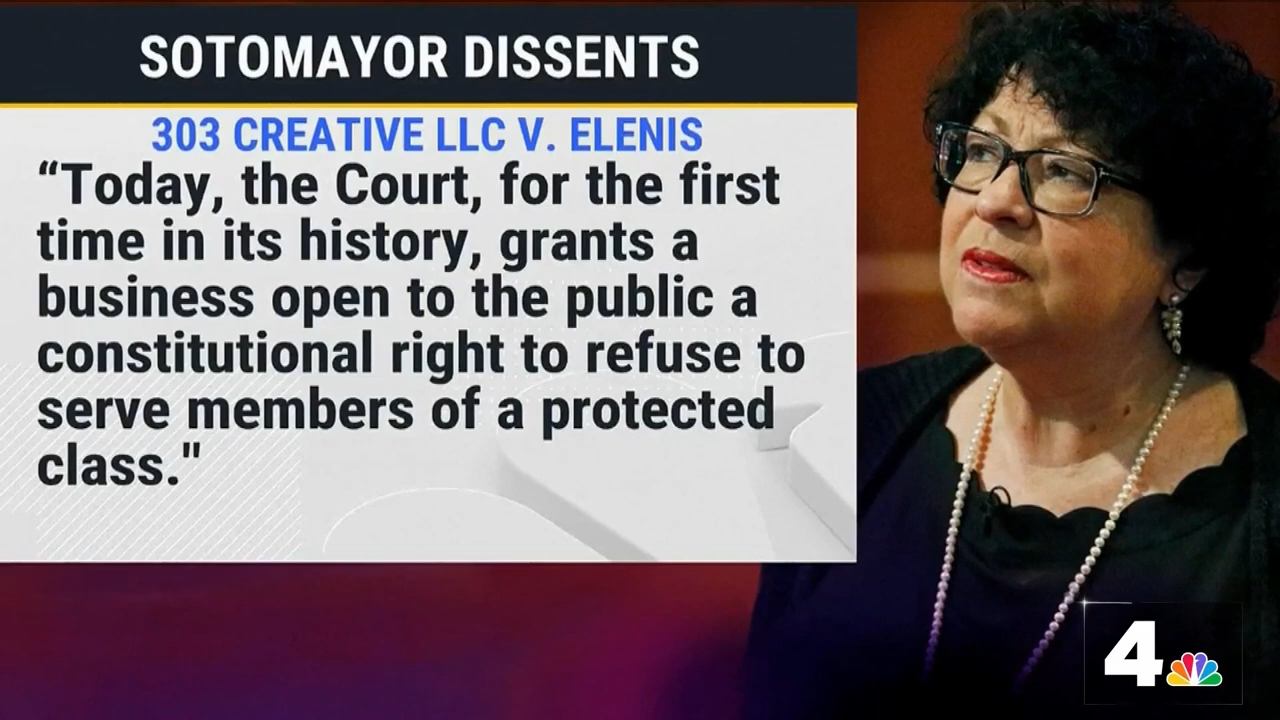 SOTOMAYOR DISSENTS
303 CREATIVE LLC V. ELENIS
“Today, the Court, for the first
time in its history, grants a
business open to the public a
constitutional right to refuse to
serve members of a protected
class."
4